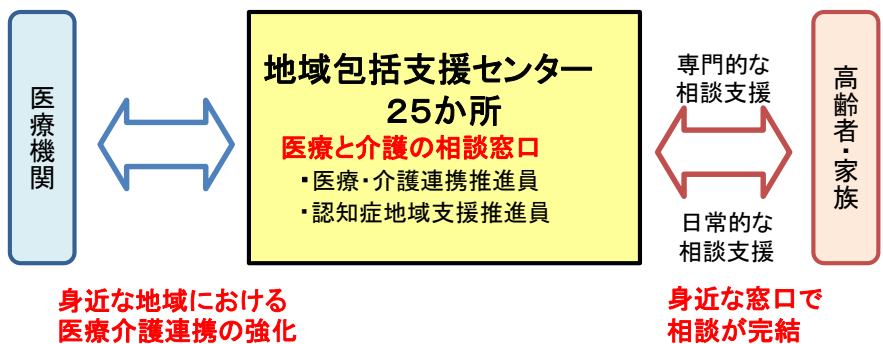 医療機関
地域包括支援センター
２５か所
医療と介護の相談窓口
・医療・介護連携推進員
・認知症地域支援推進員
専門的な
相談支援
日常的な
相談支援
高齢者・家族
身近な地域における
医療介護連携の強化
身近な窓口で
相談が完結